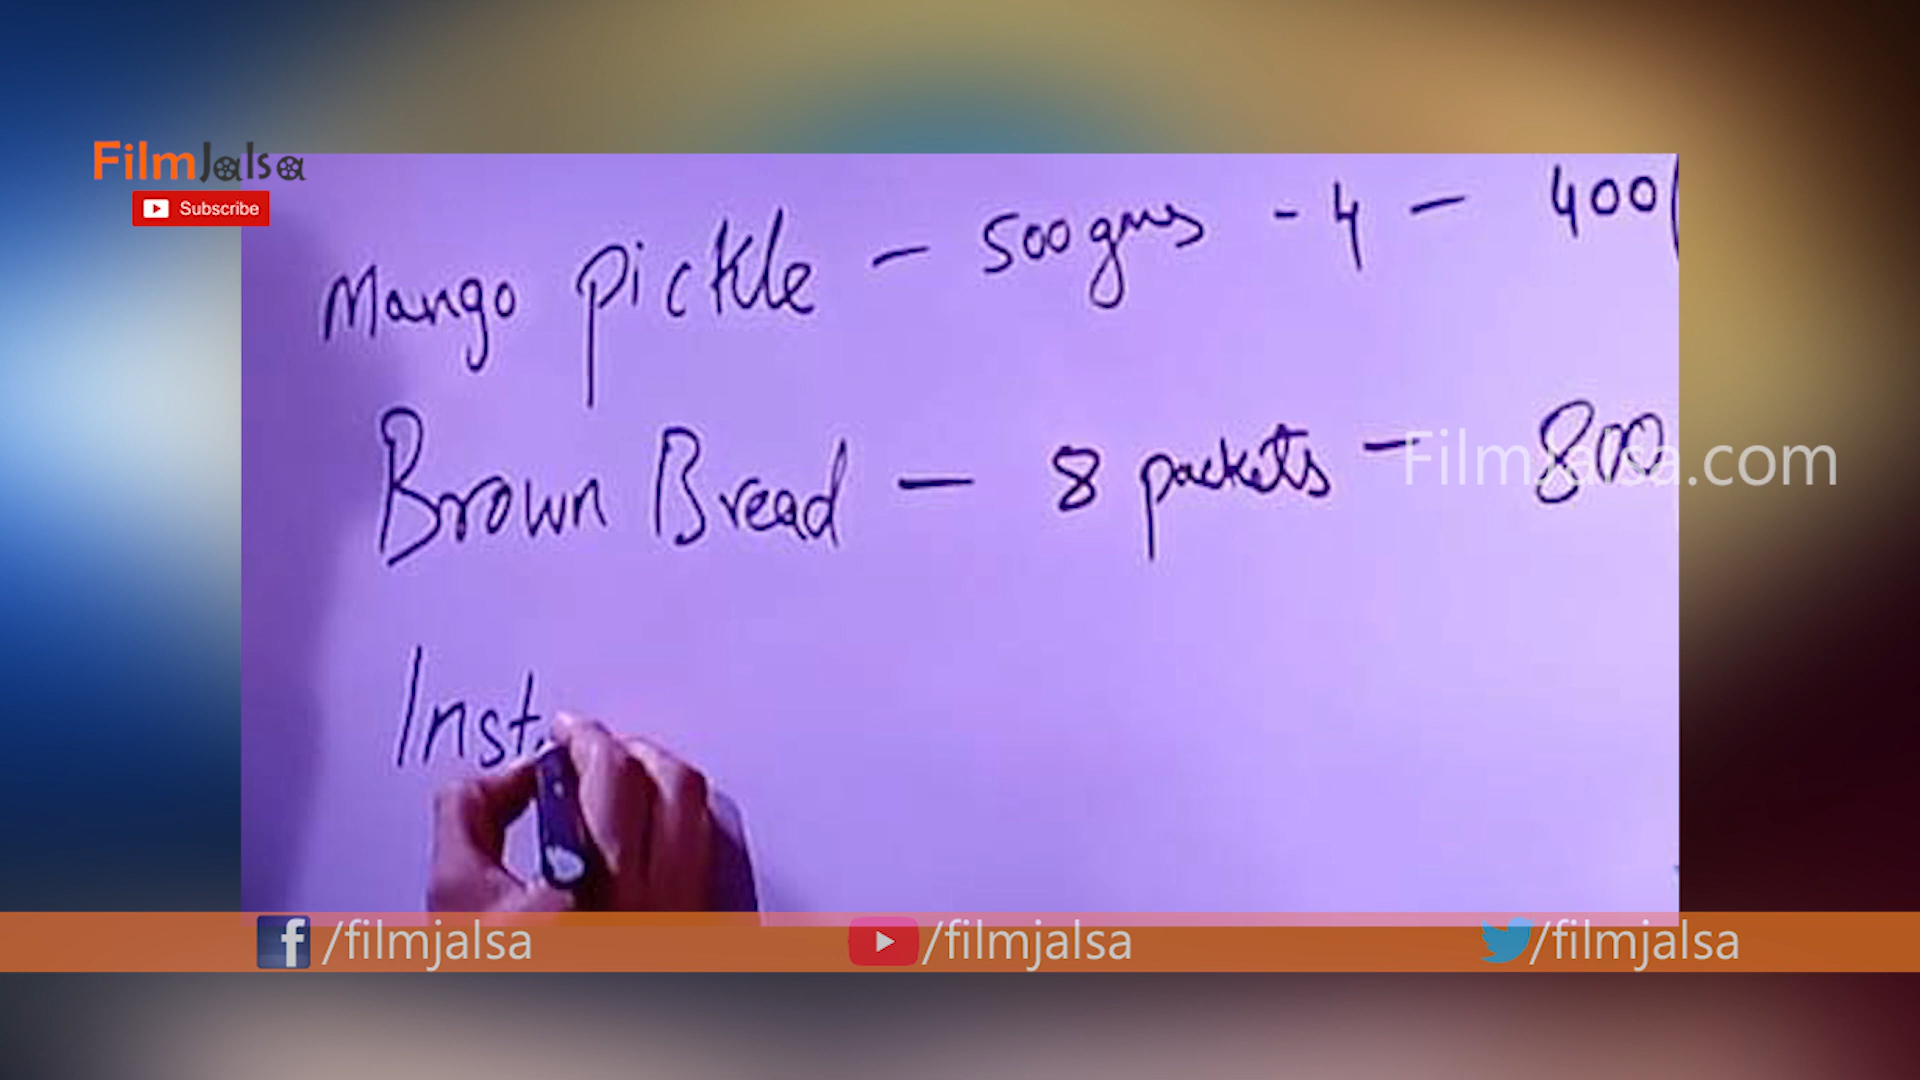 FilmJalsa
Subscribe
Mango pickle – 500 gms - 4 – 400/
Brown Bread – 8 packets – 800
FilmJalsa.com
Inst
/filmjalsa /filmjalsa /filmjalsa